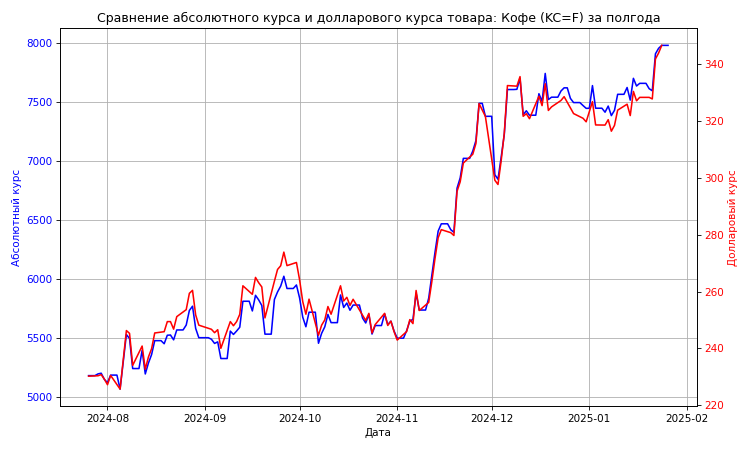 Сравнение абсолютного курса и долларового курса товара: Кофе (KC=F) за полгода
8000
7500
7000
6500
6000
5500
5000
Абсолютный курс
340
320
300
280
260
240
220
Долларовый курс
2024-08 2024-09 2024-10 2024-11 2024-12 2025-01 2025-02
Дата